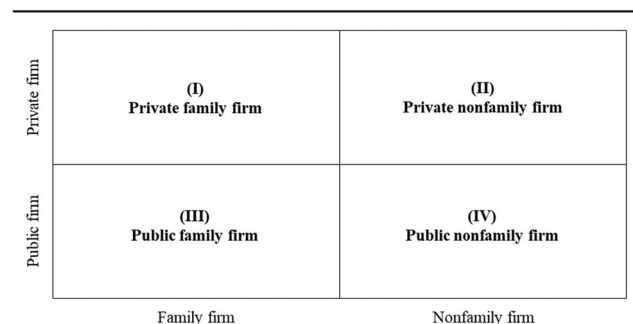 Private firm
(I)
Private family firm
(II)
Private nonfamily firm
Public firm
(III)
Public family firm
(IV)
Public nonfamily firm
Family firm
Nonfamily firm